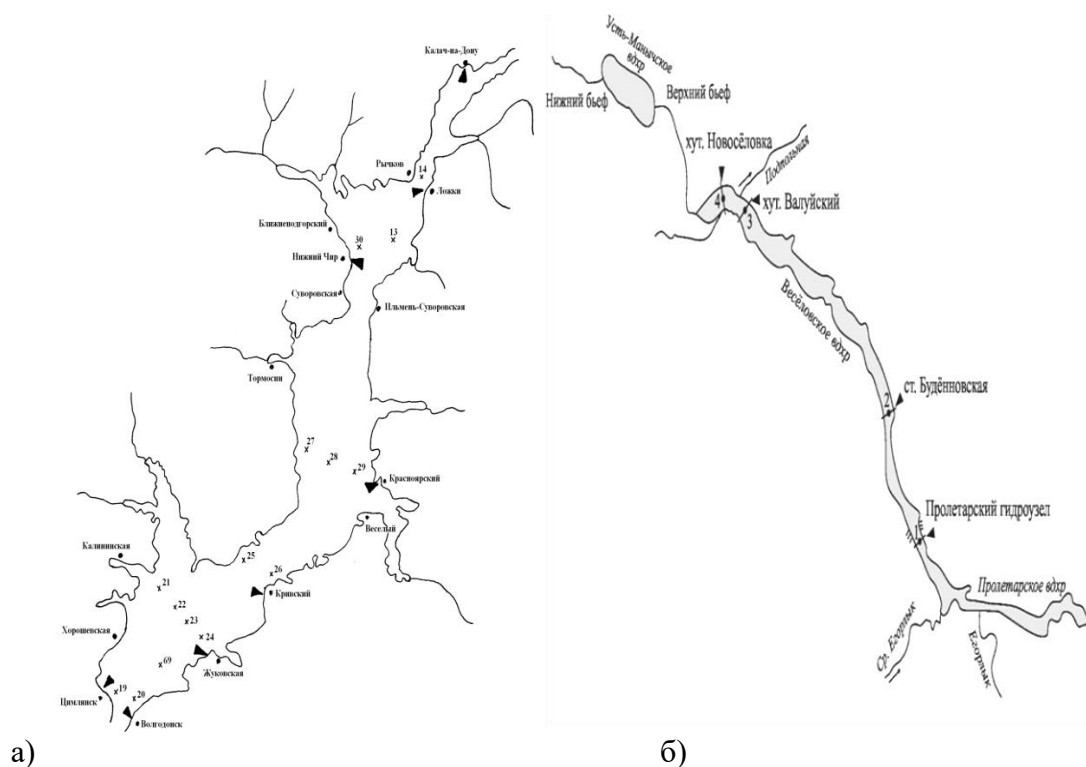 Калач-на-Дону
Рычков
14
Ложки
Ближнеподгорский
30
13
Нижний Чир
Суворовская
Ильмень-Суворовская
Тормосин
27
28
29
Красноярский
Веселый
Калининская
25
26
21
Кривский
22
23
Хорошевская
24
69
Жуковская
19
20
Цимлянск
Волгодонск
а)
Усть-Манычское
вдхр
Нижний бьеф
Верхний бьеф
хут. Новосёловка
Подпольная
4
хут. Валуйский
3
Весёловское вдхр
ст. Будённовская
2
Пролетарский гидроузел
1
Пролетарское вдхр
Ср. Егорлык
Егорлык
б)